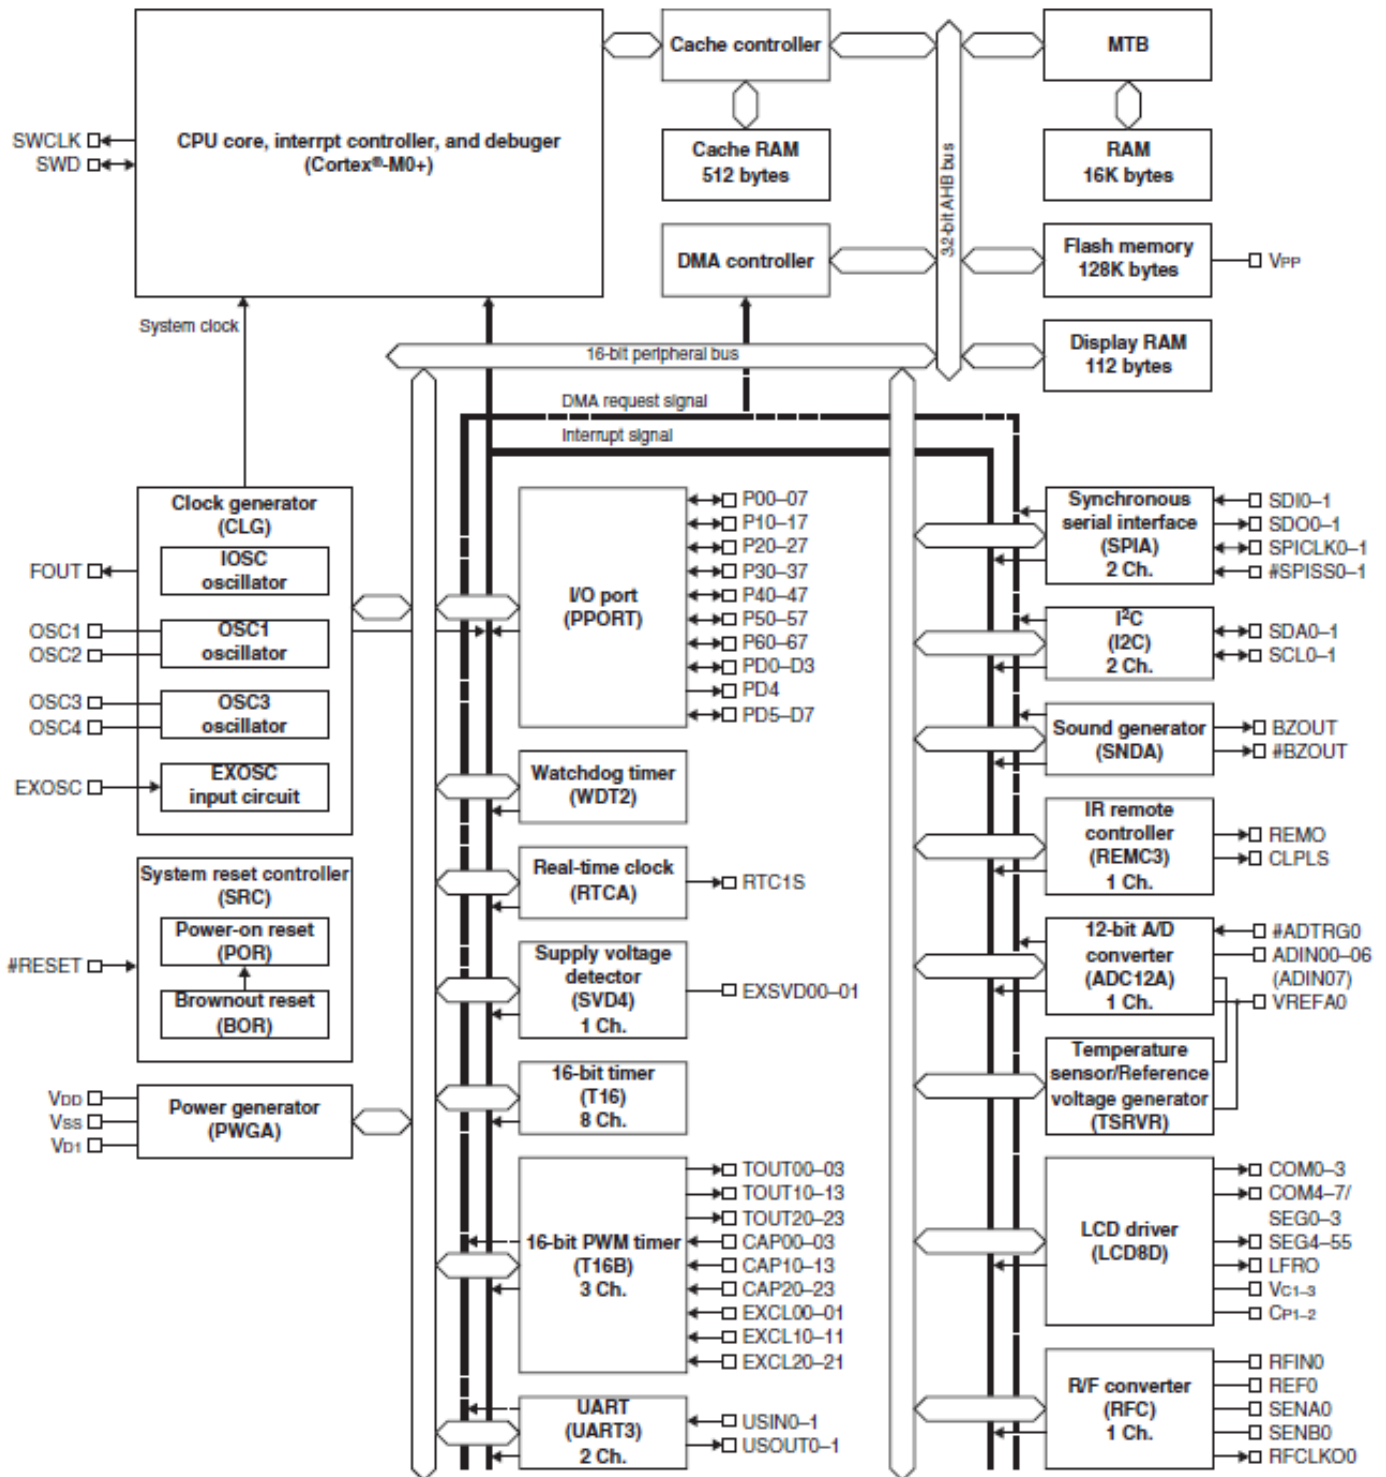 CPU core, interrpt controller, and debuger
(Cortex®-M0+)
SWCLK
SWD
Cache controller
Cache RAM
512 bytes
DMA controller
32-bit AHB bus
MTB
RAM
16K bytes
Flash memory
128K bytes
VPP
Display RAM
112 bytes
System clock
16-bit peripheral bus
DMA request signal
Interrupt signal
Clock generator
(CLG)
IOSC
oscillator
OSC1
oscillator
OSC3
oscillator
EXOSC
input circuit
FOUT
OSC1
OSC2
OSC3
OSC4
EXOSC
System reset controller
(SRC)
Power-on reset
(POR)
Brownout reset
(BOR)
#RESET
Power generator
(PWGA)
VDD
VSS
VD1
I/O port
(PPORT)
P00–07
P10–17
P20–27
P30–37
P40–47
P50–57
P60–67
PD0–D3
PD4
PD5–D7
Watchdog timer
(WDT2)
Real-time clock
(RTCA)
RTC1S
Supply voltage
detector
(SVD4)
1 Ch.
EXSVD00–01
16-bit timer
(T16)
8 Ch.
16-bit PWM timer
(T16B)
3 Ch.
TOUT00–03
TOUT10–13
TOUT20–23
CAP00–03
CAP10–13
CAP20–23
EXCL00–01
EXCL10–11
EXCL20–21
UART
(UART3)
2 Ch.
USIN0–1
USOUT0–1
Synchronous
serial interface
(SPIA)
2 Ch.
SDI0–1
SDO0–1
SPICLK0–1
#SPISS0–1
I²C
(I2C)
2 Ch.
SDA0–1
SCL0–1
Sound generator
(SNDA)
BZOUT
#BZOUT
IR remote
controller
(REMC3)
1 Ch.
REMO
CLPLS
12-bit A/D
converter
(ADC12A)
1 Ch.
#ADTRG0
ADIN00–06
(ADIN07)
VREFA0
Temperature
sensor/Reference
voltage generator
(TSRVR)
LCD driver
(LCD8D)
COM0–3
COM4–7/
SEG0–3
SEG4–55
LFRO
VC1–3
CP1–2
R/F converter
(RFC)
1 Ch.
RFIN0
REF0
SENA0
SENB0
RFCLKO0